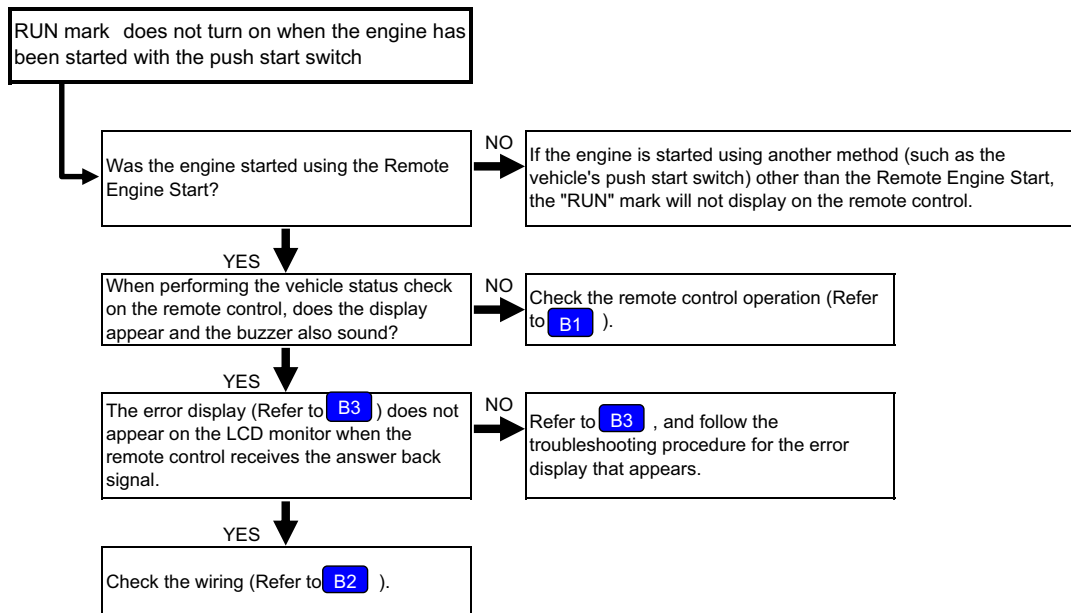 RUN mark does not turn on when the engine has
been started with the push start switch
Was the engine started using the Remote
Engine Start?
NO
If the engine is started using another method (such as the
vehicle's push start switch) other than the Remote Engine Start,
the "RUN" mark will not display on the remote control.
YES
When performing the vehicle status check
on the remote control, does the display
appear and the buzzer also sound?
NO
Check the remote control operation (Refer
to B1 ).
YES
The error display (Refer to B3 ) does not
appear on the LCD monitor when the
remote control receives the answer back
signal.
NO
Refer to B3 , and follow the
troubleshooting procedure for the error
display that appears.
YES
Check the wiring (Refer to B2 ).